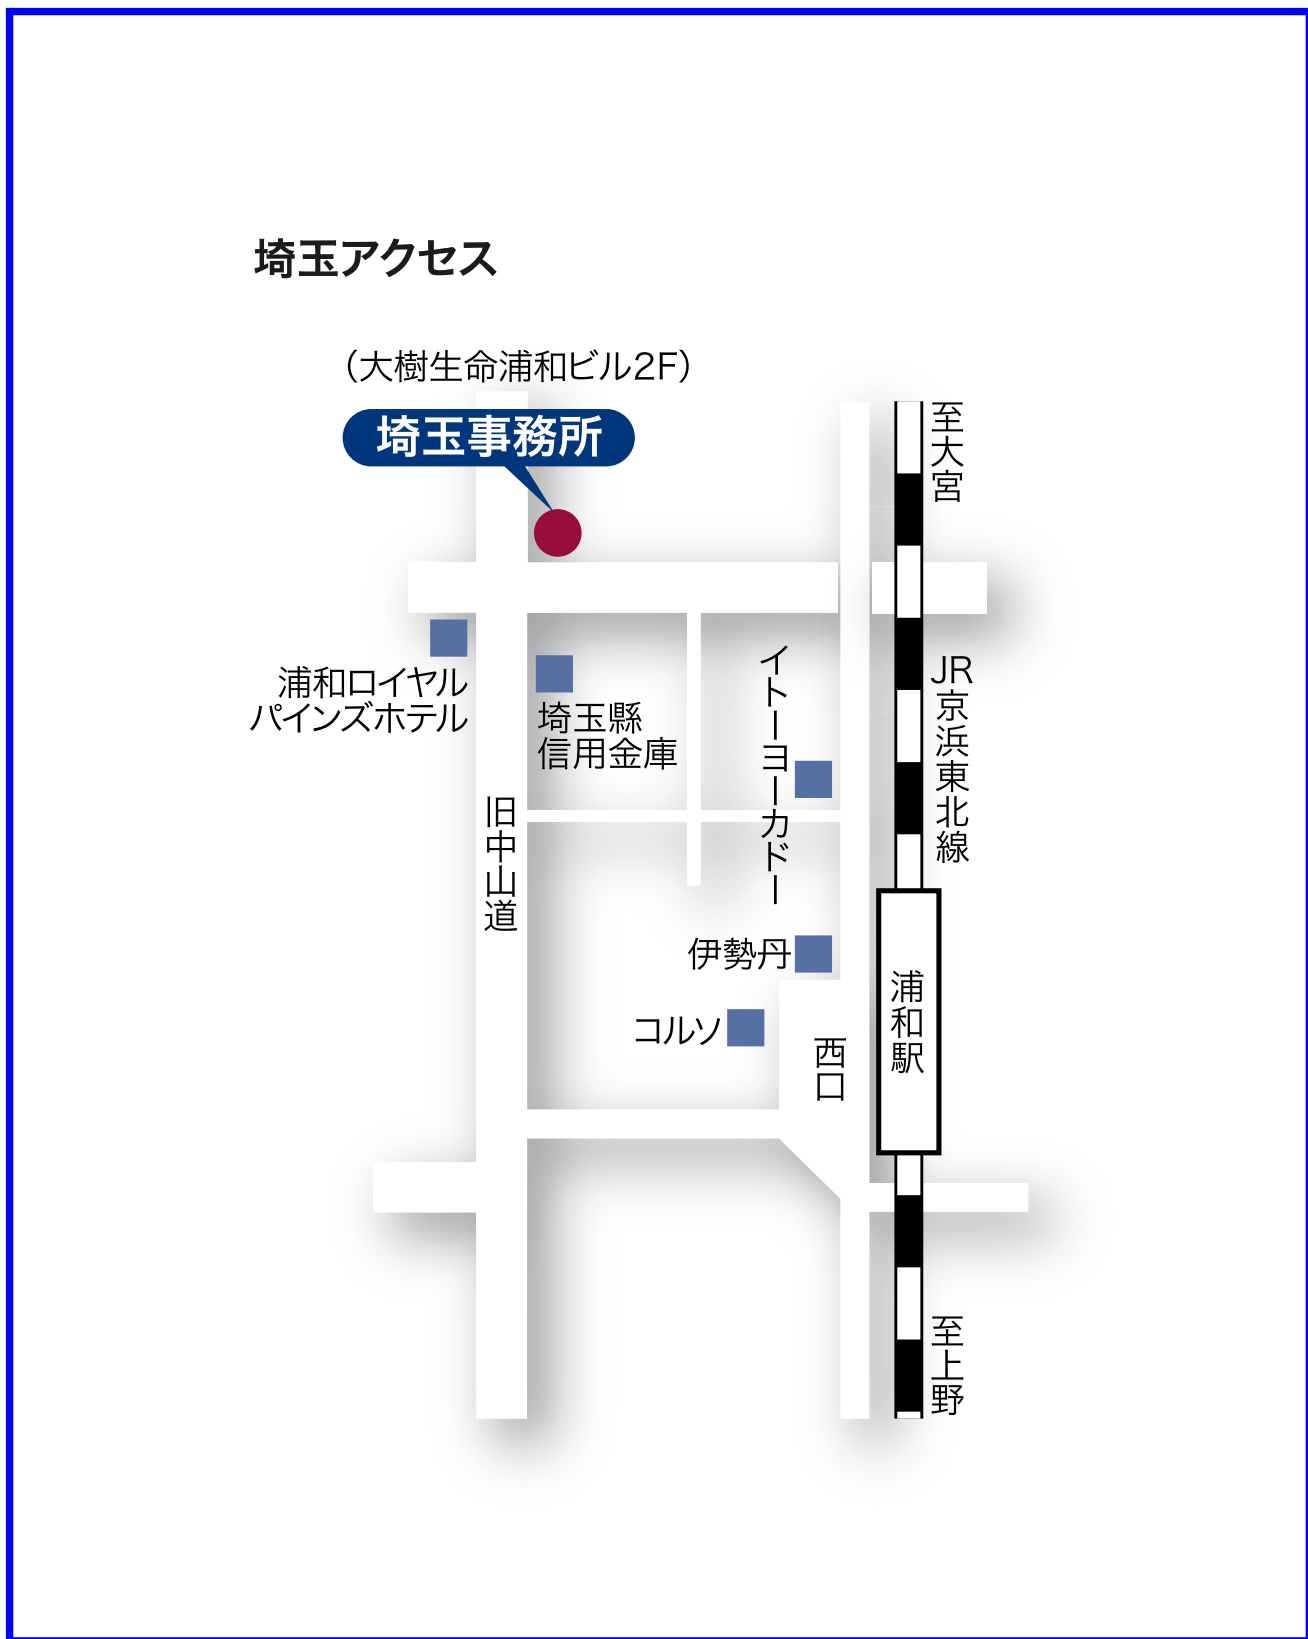 埼玉アクセス
（大樹生命浦和ビル2F）
埼玉事務所
至大宮
浦和ロイヤル
パインズホテル
埼玉縣
信用金庫
イトーヨーカドー
JR京浜東北線
旧中山道
伊勢丹
コルソ
西口
浦和駅
至上野